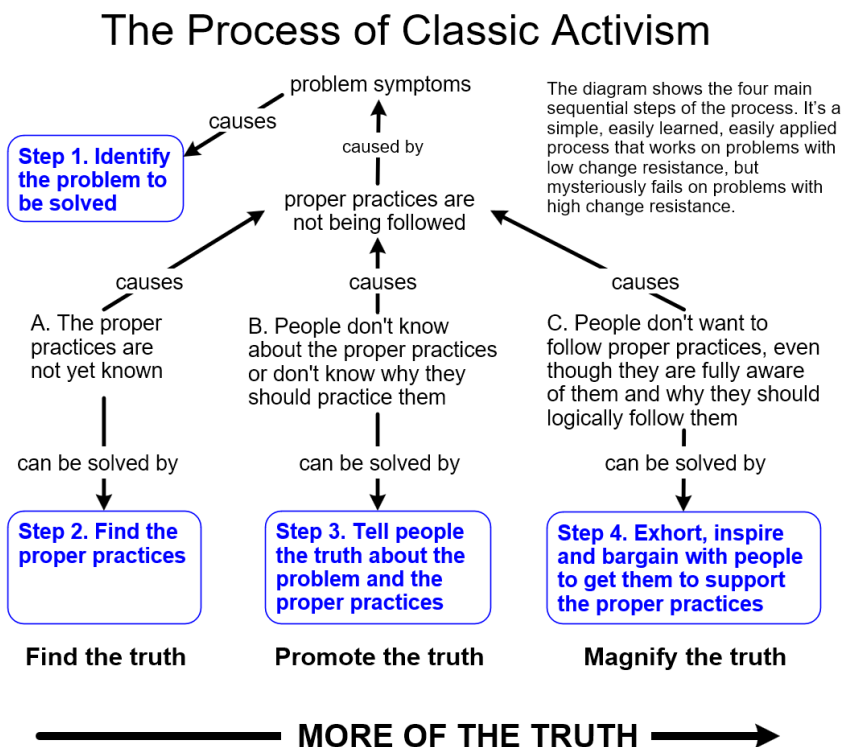 The Process of Classic Activism
problem symptoms
The diagram shows the four main
sequential steps of the process. It's a
simple, easily learned, easily applied
process that works on problems with
low change resistance, but
mysteriously fails on problems with
high change resistance.
causes
caused by
Step 1. Identify
the problem to
be solved
proper practices are
not being followed
causes
causes
causes
A. The proper
practices are
not yet known
B. People don't know
about the proper practices
or don't know why they
should practice them
C. People don't want to
follow proper practices, even
though they are fully aware
of them and why they should
logically follow them
can be solved by
can be solved by
can be solved by
Step 2. Find the
proper practices
Step 3. Tell people
the truth about the
problem and the
proper practices
Step 4. Exhort, inspire
and bargain with people
to get them to support
the proper practices
Find the truth
Promote the truth
Magnify the truth
MORE OF THE TRUTH